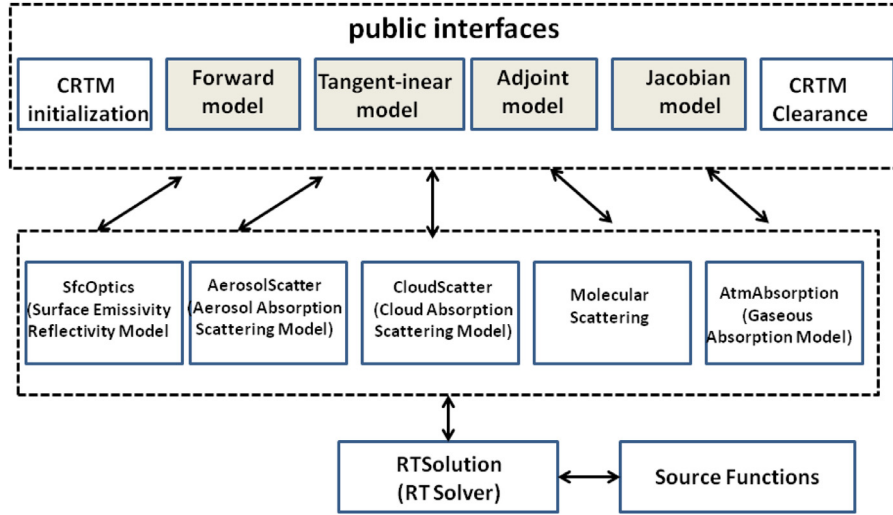 public interfaces
CRTM
initialization
Forward
model
Tangent-inear
model
Adjoint
model
Jacobian
model
CRTM
Clearance
SfcOptics
(Surface Emissivity
Reflectivity Model
AerosolScatter
(Aerosol Absorption
Scattering Model)
CloudScatter
(Cloud Absorption
Scattering Model)
Molecular
Scattering
AtmAbsorption
(Gaseous
Absorption Model)
RTSolution
(RT Solver)
Source Functions